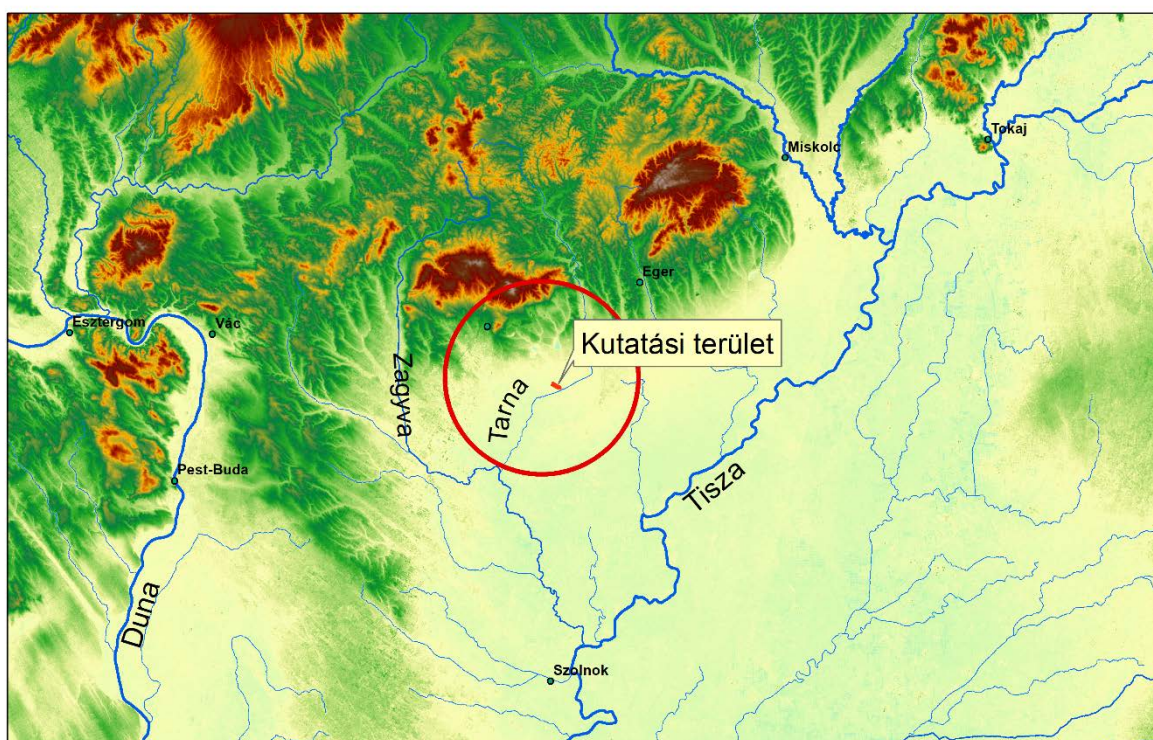 Tokaj
Miskolc
Eger
Esztergom
Vác
Kutatási terület
Zagyva
Tarna
Pest-Buda
Tisza
Duna
Szolnok